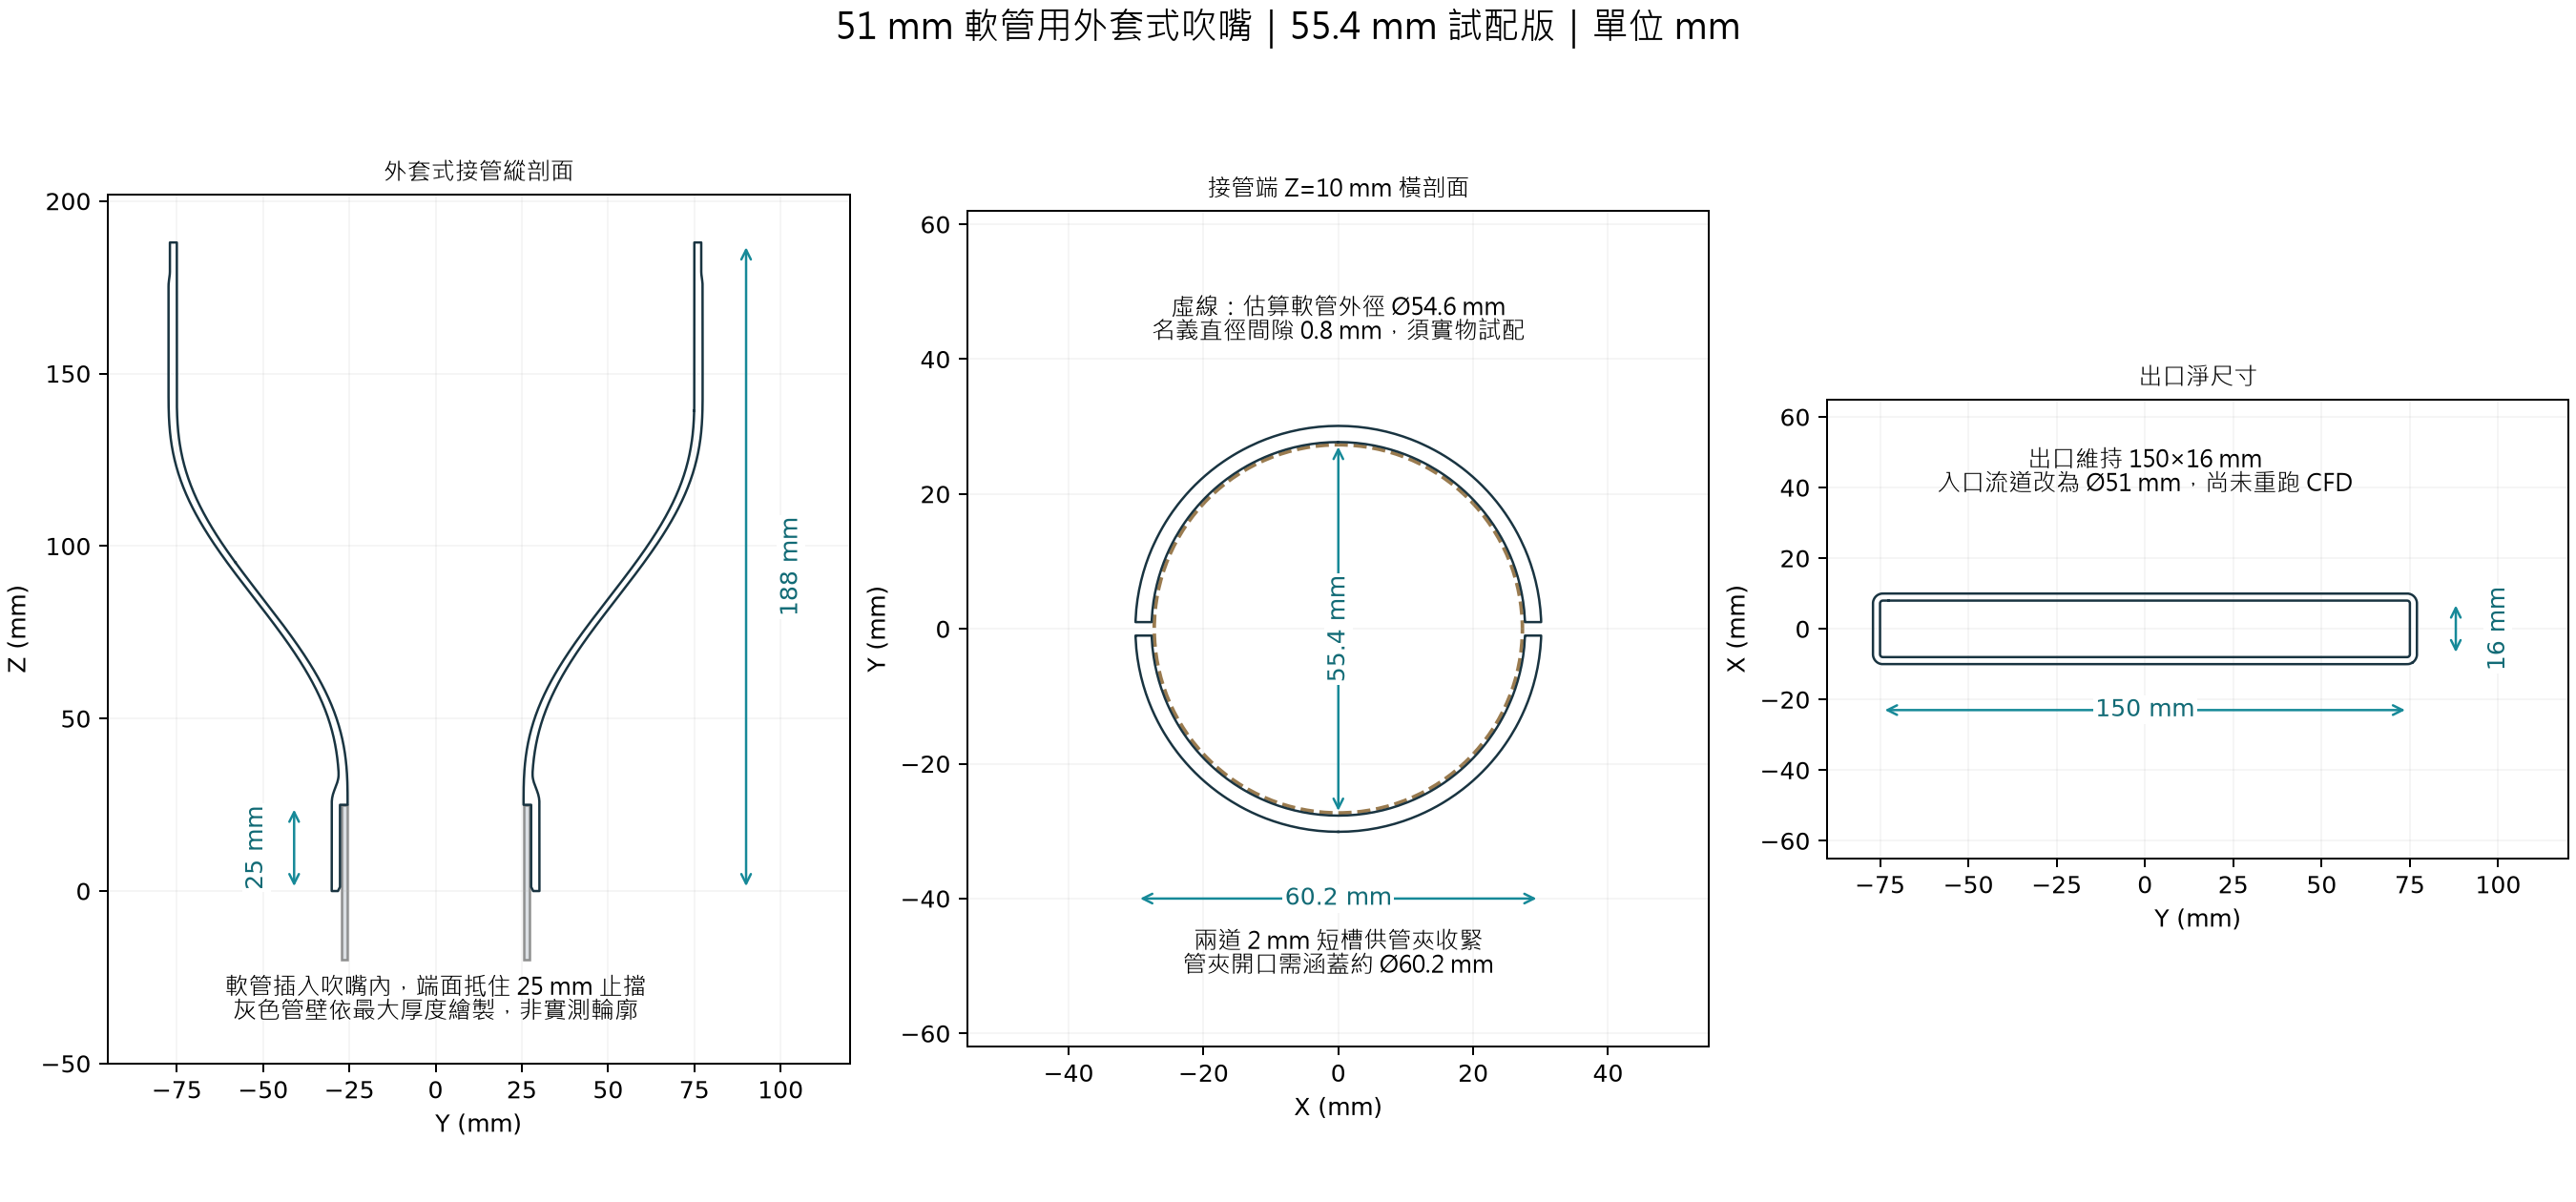 51 mm 軟管用外套式吹嘴 | 55.4 mm 試配版 | 單位 mm
外套式接管縱剖面
200
150
100
50
0
−50
Z (mm)
188 mm
25 mm
軟管插入吹嘴內，端面抵住 25 mm 止擋
灰色管壁依最大厚度繪製，非實測輪廓
−75
−50
−25
0
25
50
75
100
Y (mm)
接管端 Z=10 mm 橫剖面
60
40
20
0
−20
−40
−60
Y (mm)
虛線：估算軟管外徑 Ø54.6 mm
名義直徑間隙 0.8 mm，須實物試配
55.4 mm
60.2 mm
兩道 2 mm 短槽供管夾收緊
管夾開口需涵蓋約 Ø60.2 mm
−40
−20
0
20
40
X (mm)
出口淨尺寸
60
40
20
0
−20
−40
−60
X (mm)
出口維持 150×16 mm
入口流道改為 Ø51 mm，尚未重跑 CFD
16 mm
150 mm
−75
−50
−25
0
25
50
75
100
Y (mm)